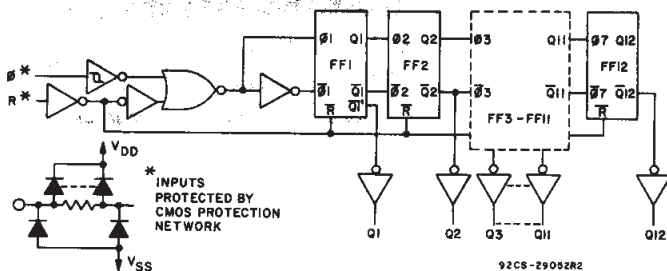 Ø1 Q1 Ø2 Q2 Ø3 Q11 Ø7 Q12
FF1 FF2 FF12
Ø *
R *
Ø̅1 Q̅1 Ø̅2 Q̅2 Ø̅3 Q̅11 Ø̅7 Q̅12
Q̅1'
R̅ R̅ FF3 – FF11 R̅
VDD
* INPUTS
PROTECTED BY
CMOS PROTECTION
NETWORK
VSS
Q1 Q2 Q3 Q11 Q12
92CS-29052R2